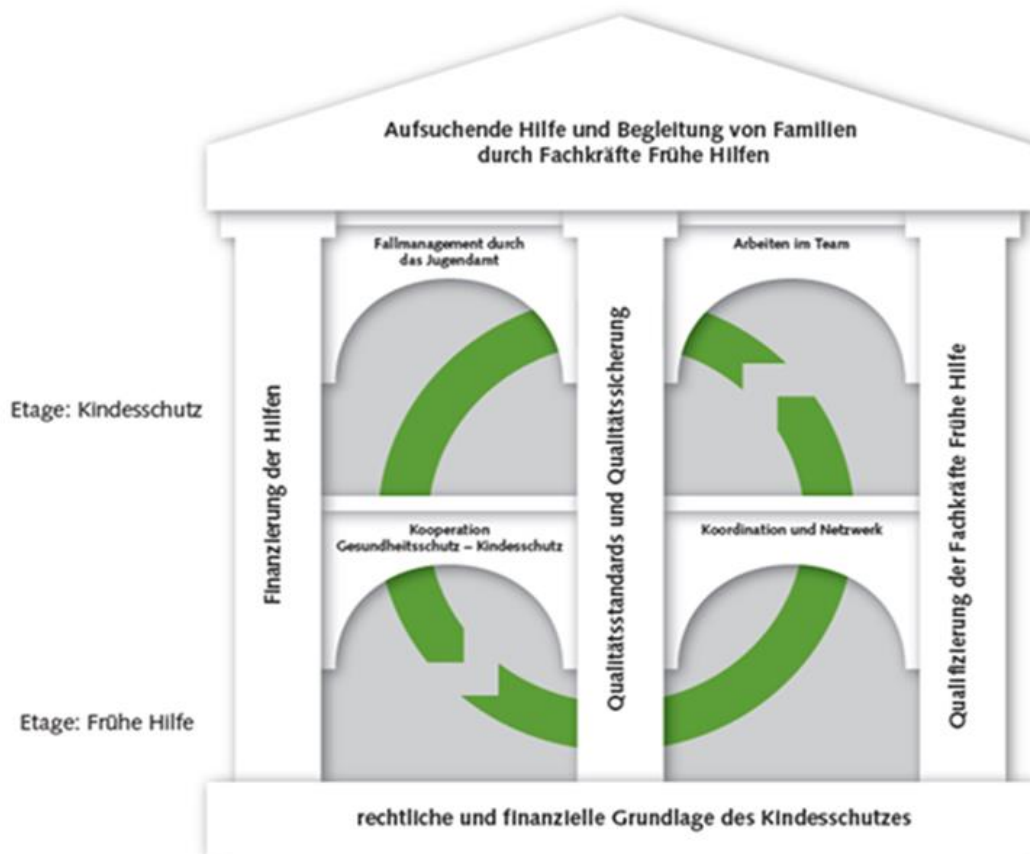 Aufsuchende Hilfe und Begleitung von Familien
durch Fachkräfte Frühe Hilfen
Fallmanagement durch
das Jugendamt
Arbeiten im Team
Etage: Kindesschutz
Finanzierung der Hilfen
Qualitätsstandards und Qualitätssicherung
Qualifizierung der Fachkräfte Frühe Hilfe
Kooperation
Gesundheitsschutz – Kindesschutz
Koordination und Netzwerk
Etage: Frühe Hilfe
rechtliche und finanzielle Grundlage des Kindesschutzes